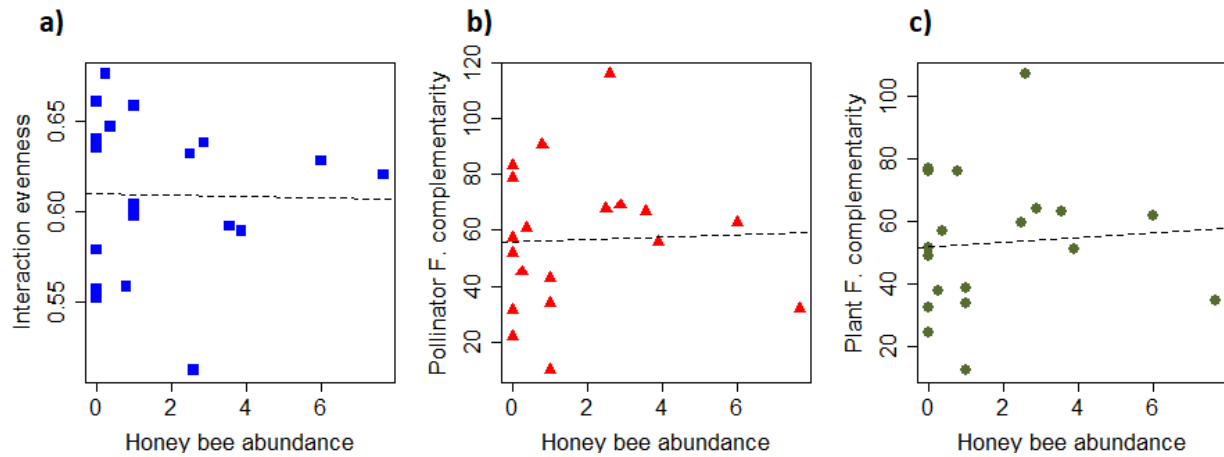 a)
Interaction evenness
0.65
0.60
0.55
0 2 4 6
Honey bee abundance
b)
Pollinator F. complementarity
120
100
80
60
40
20
0 2 4 6
Honey bee abundance
c)
Plant F. complementarity
100
80
60
40
20
0 2 4 6
Honey bee abundance